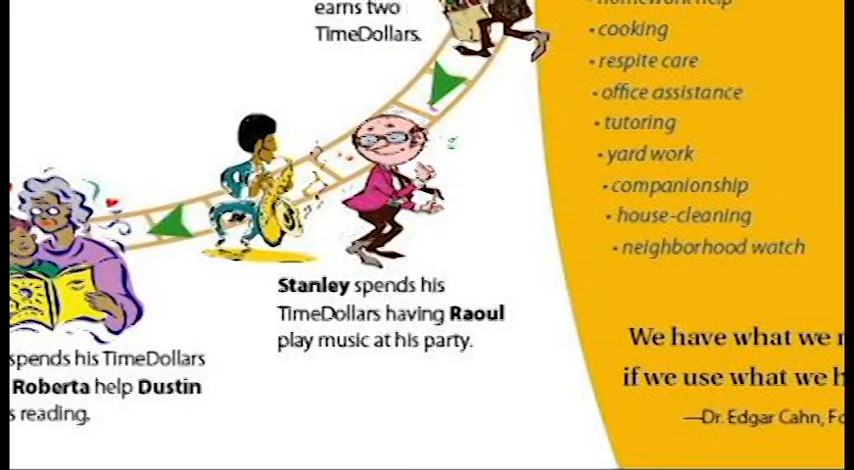 earns two
TimeDollars.
Stanley spends his
TimeDollars having Raoul
play music at his party.
spends his TimeDollars
Roberta help Dustin
reading.
homework help
• cooking
• respite care
• office assistance
• tutoring
• yard work
• companionship
• house-cleaning
• neighborhood watch
We have what we
if we use what we
—Dr. Edgar Cahn,